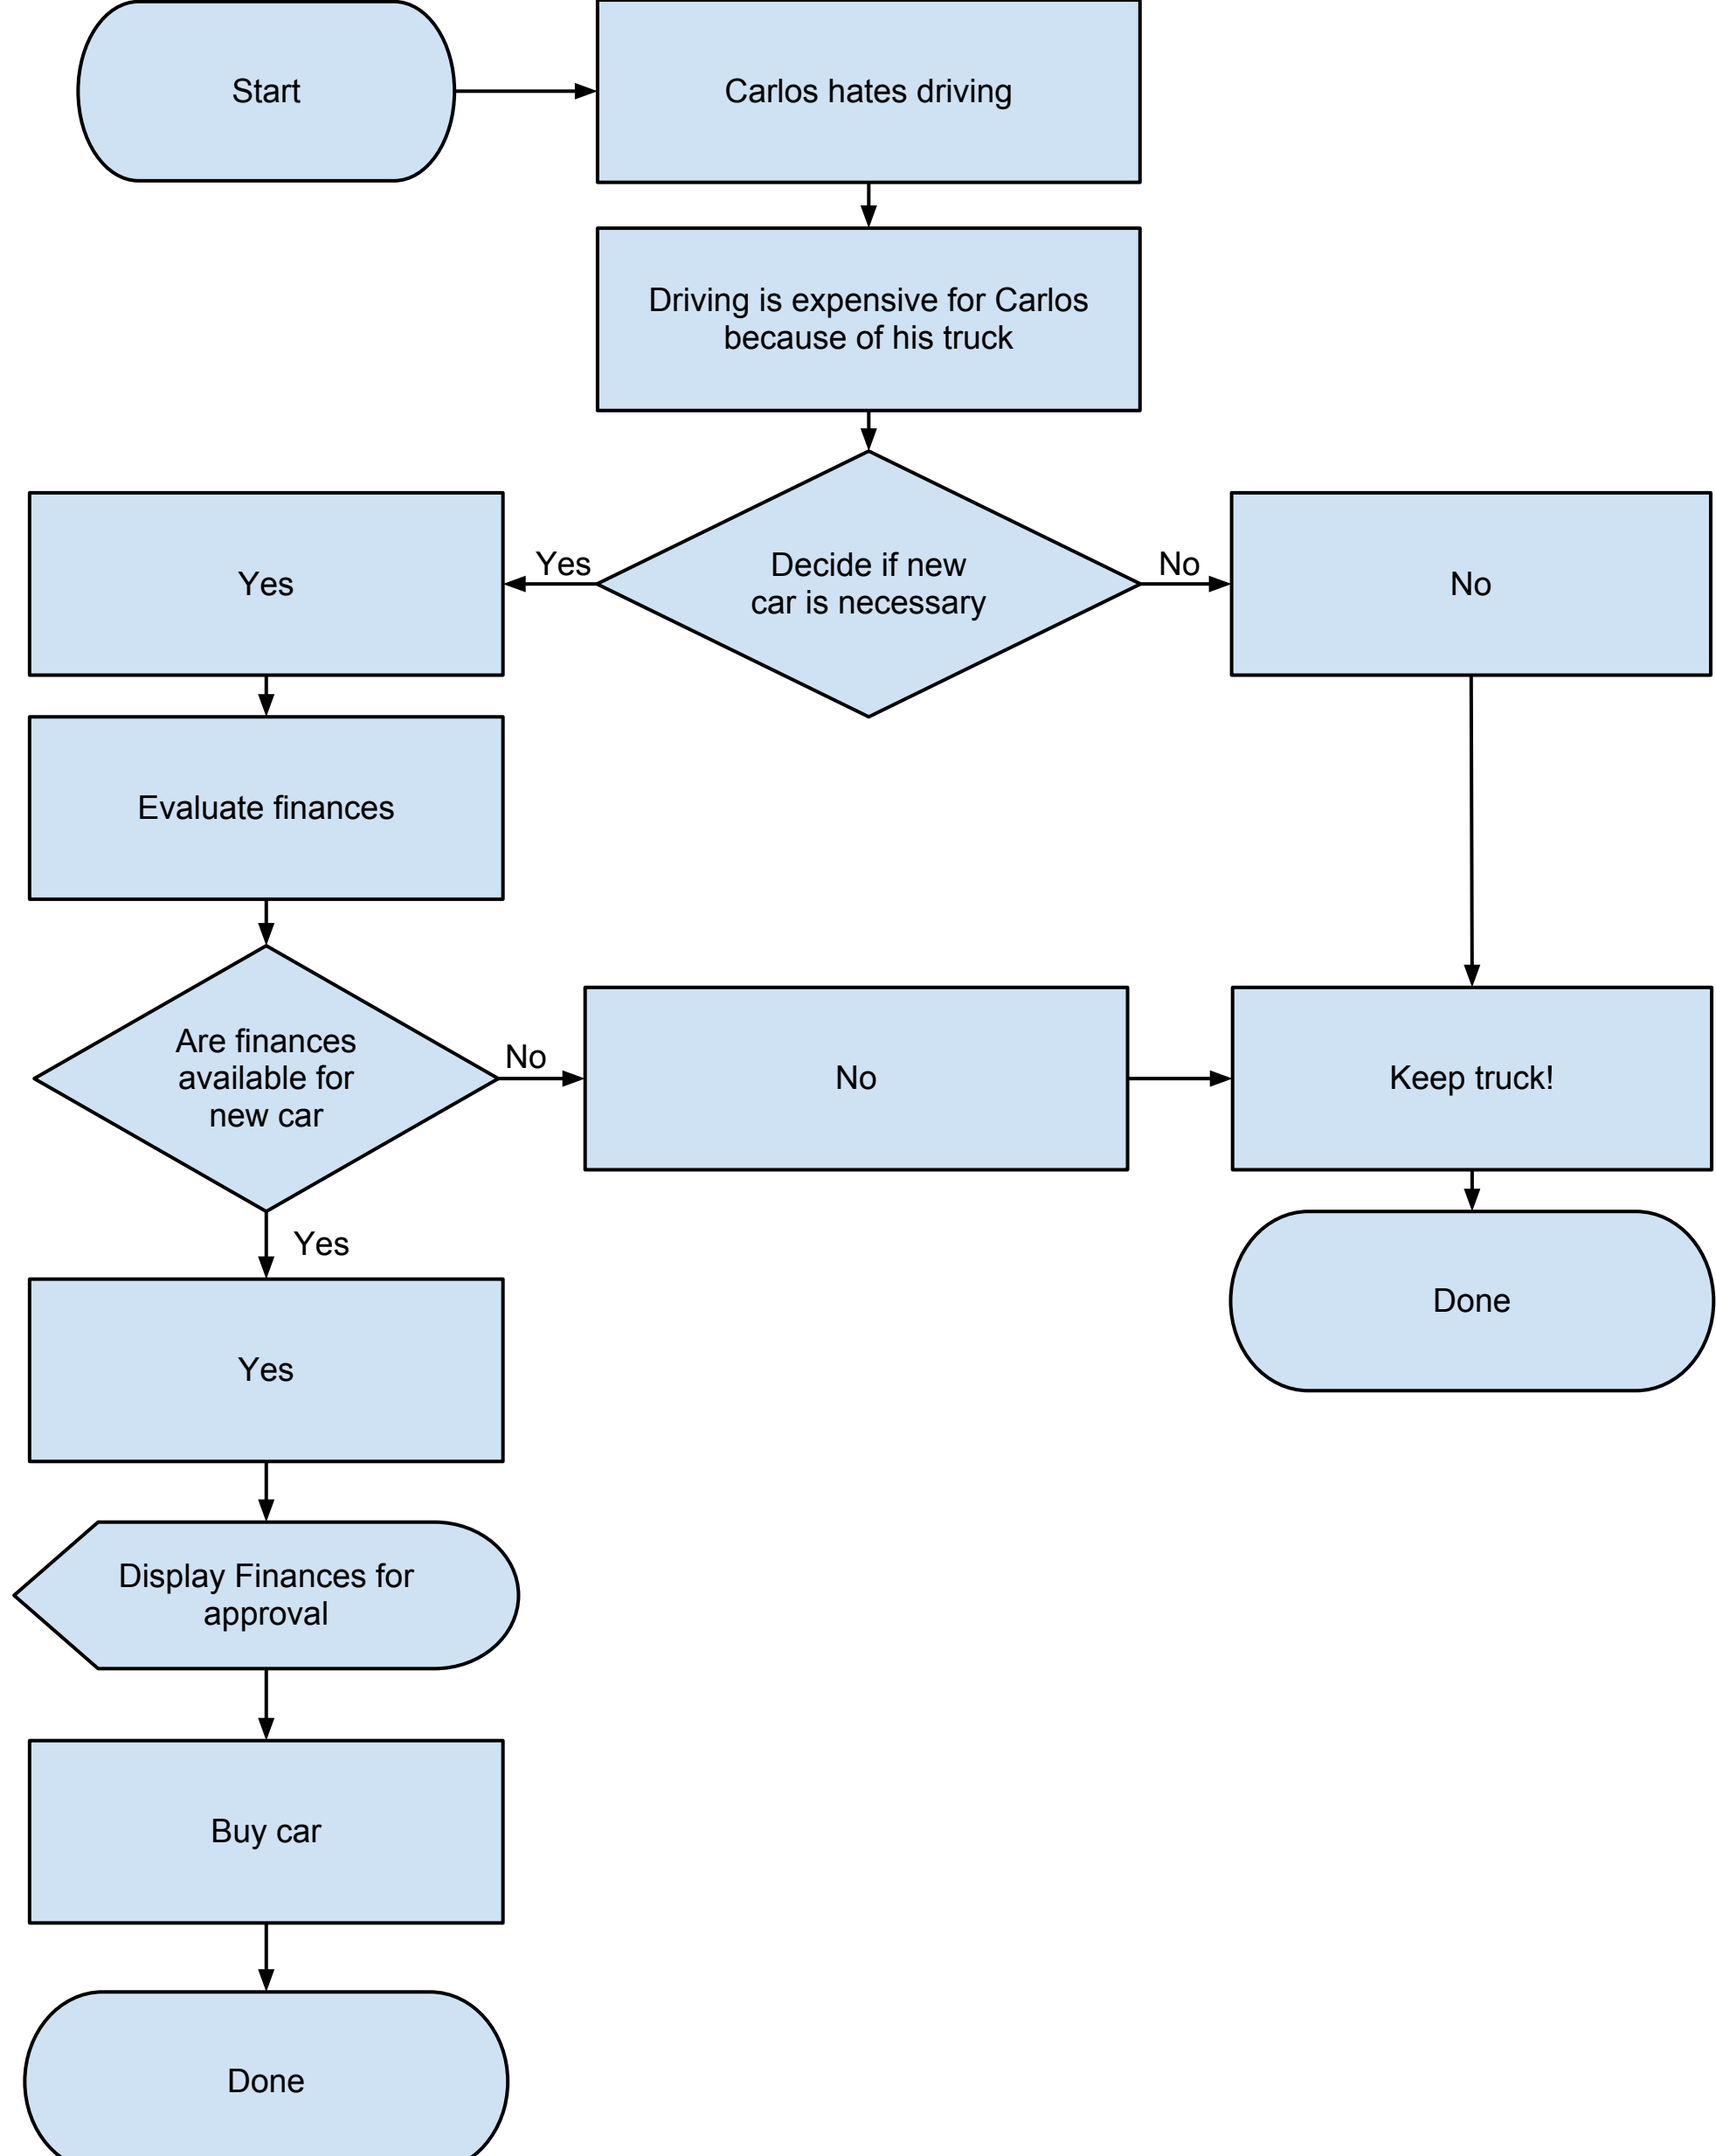 Start
Carlos hates driving
Driving is expensive for Carlos
because of his truck
Decide if new
car is necessary
Yes
Yes
No
No
Evaluate finances
Are finances
available for
new car
No
No
Keep truck!
Yes
Yes
Done
Display Finances for
approval
Buy car
Done